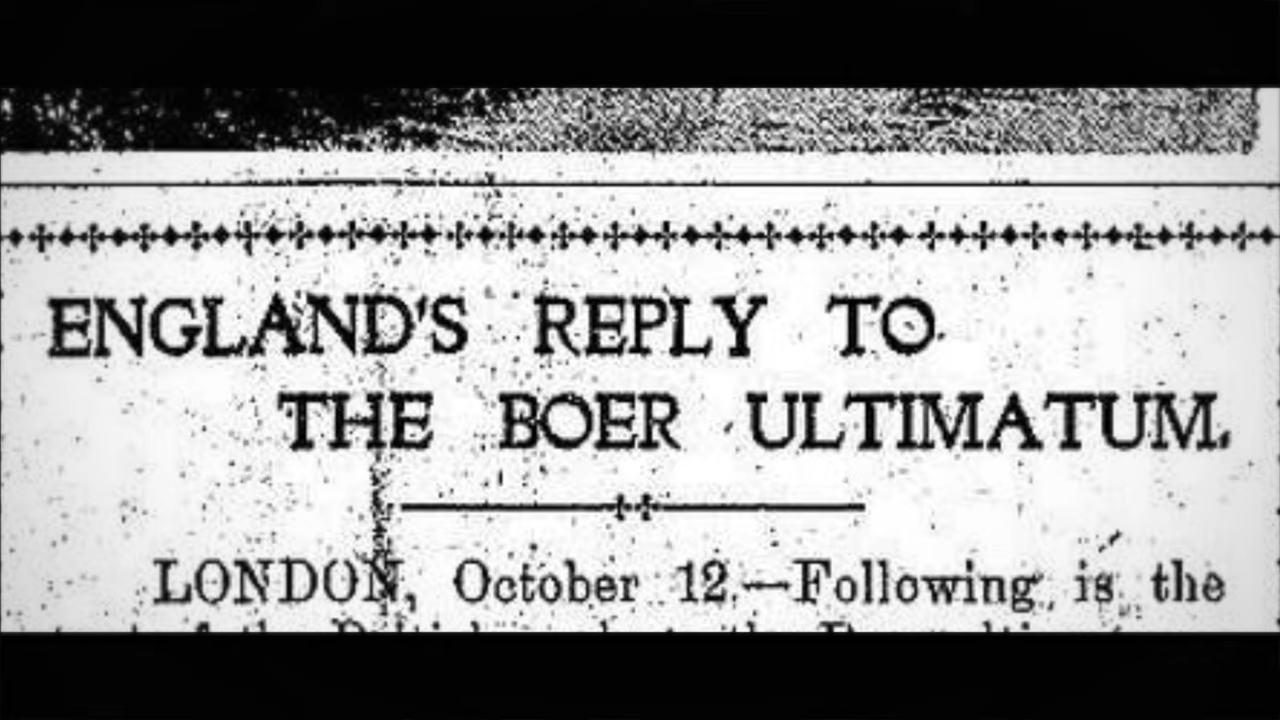 ENGLAND'S REPLY TO
THE BOER ULTIMATUM.
LONDON, October 12.—Following is the